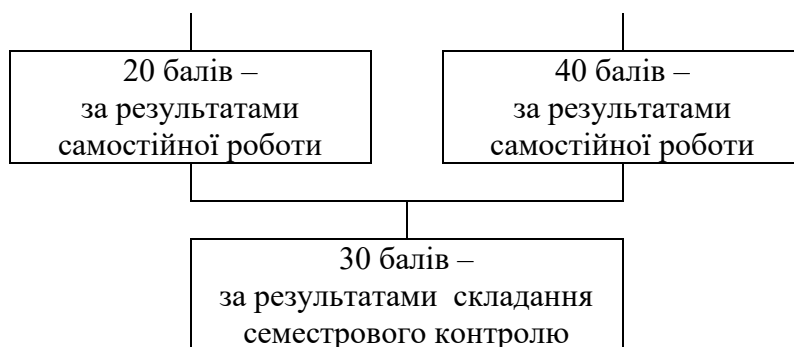 20 балів –
за результатами
самостійної роботи
40 балів –
за результатами
самостійної роботи
30 балів –
за результатами складання
семестрового контролю